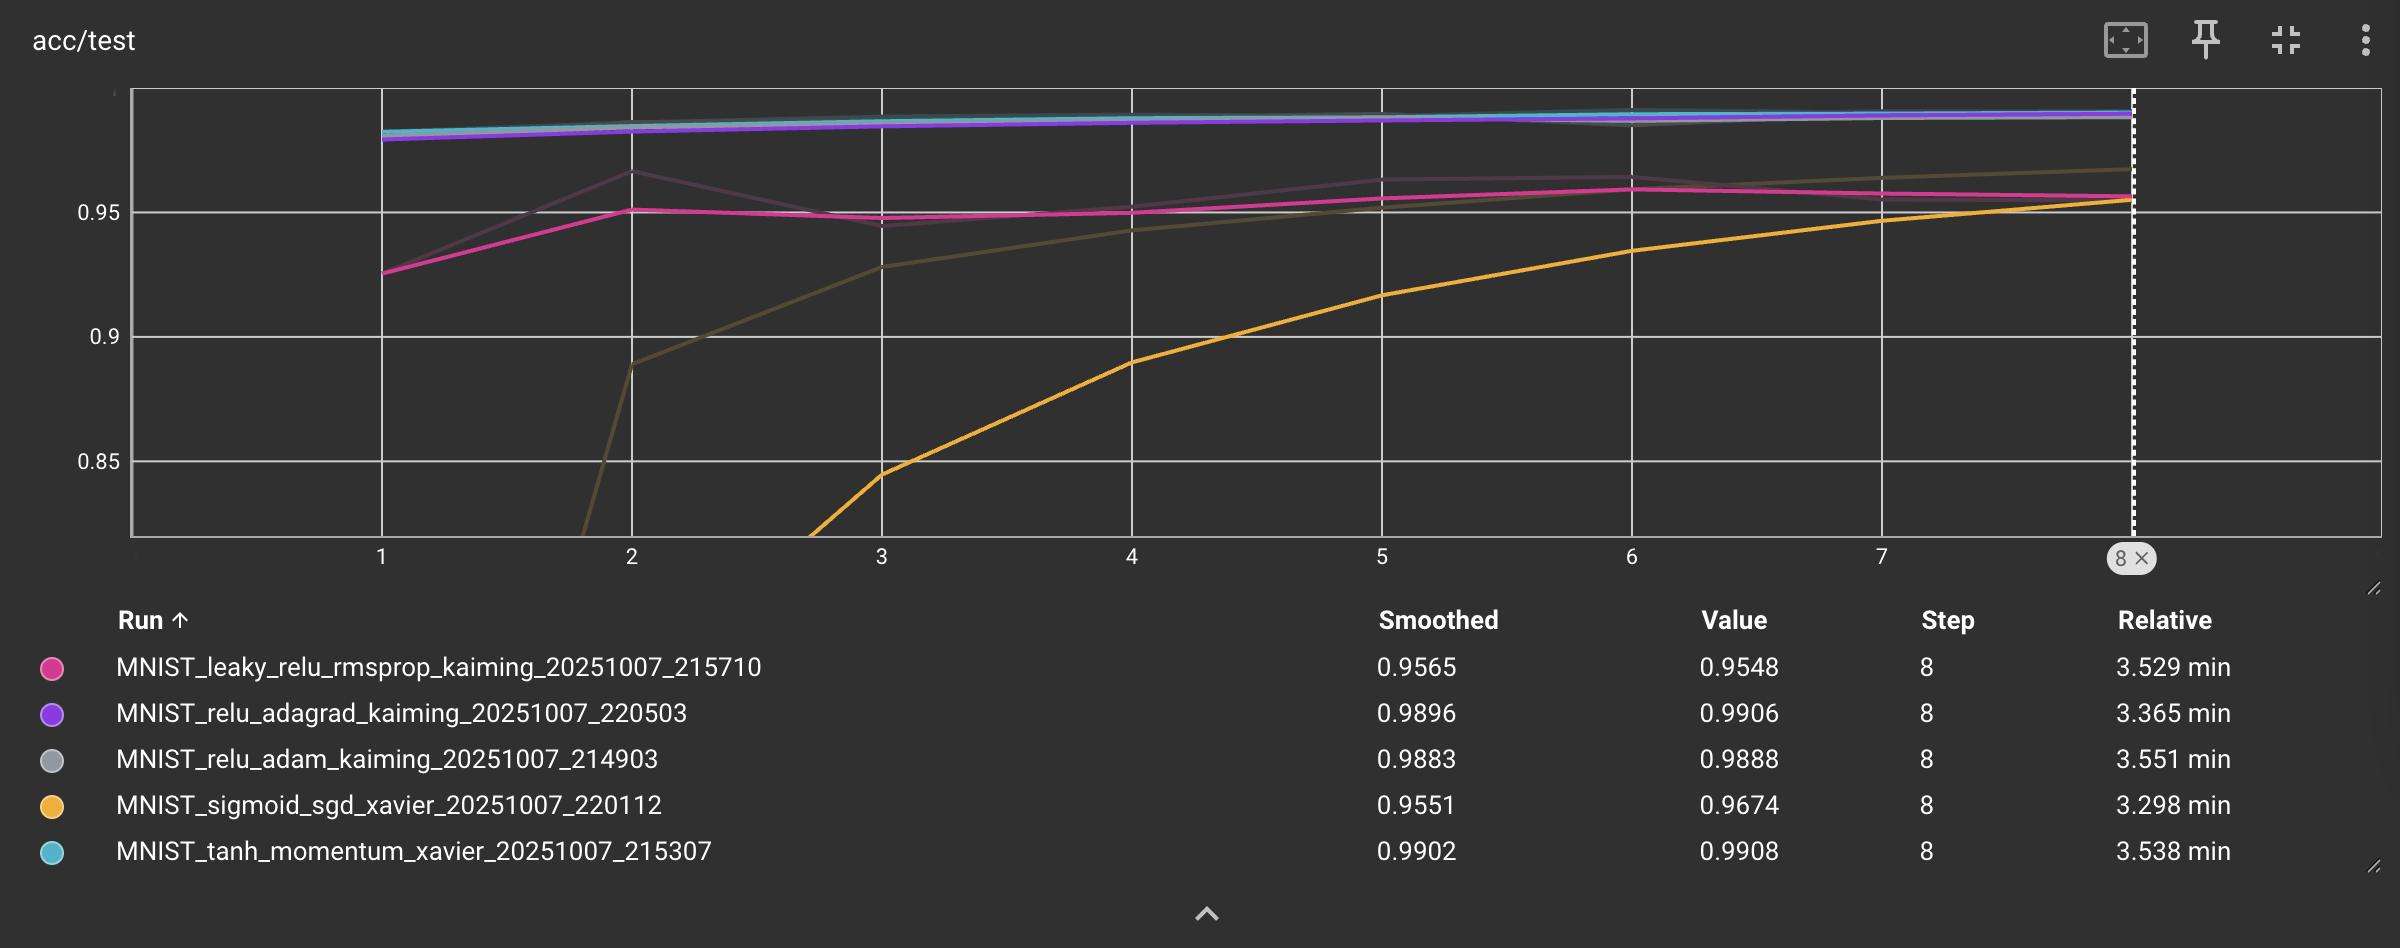 acc/test
0.95
0.9
0.85
1 2 3 4 5 6 7 8 ×
Run ↑ Smoothed Value Step Relative
MNIST_leaky_relu_rmsprop_kaiming_20251007_215710 0.9565 0.9548 8 3.529 min
MNIST_relu_adagrad_kaiming_20251007_220503 0.9896 0.9906 8 3.365 min
MNIST_relu_adam_kaiming_20251007_214903 0.9883 0.9888 8 3.551 min
MNIST_sigmoid_sgd_xavier_20251007_220112 0.9551 0.9674 8 3.298 min
MNIST_tanh_momentum_xavier_20251007_215307 0.9902 0.9908 8 3.538 min